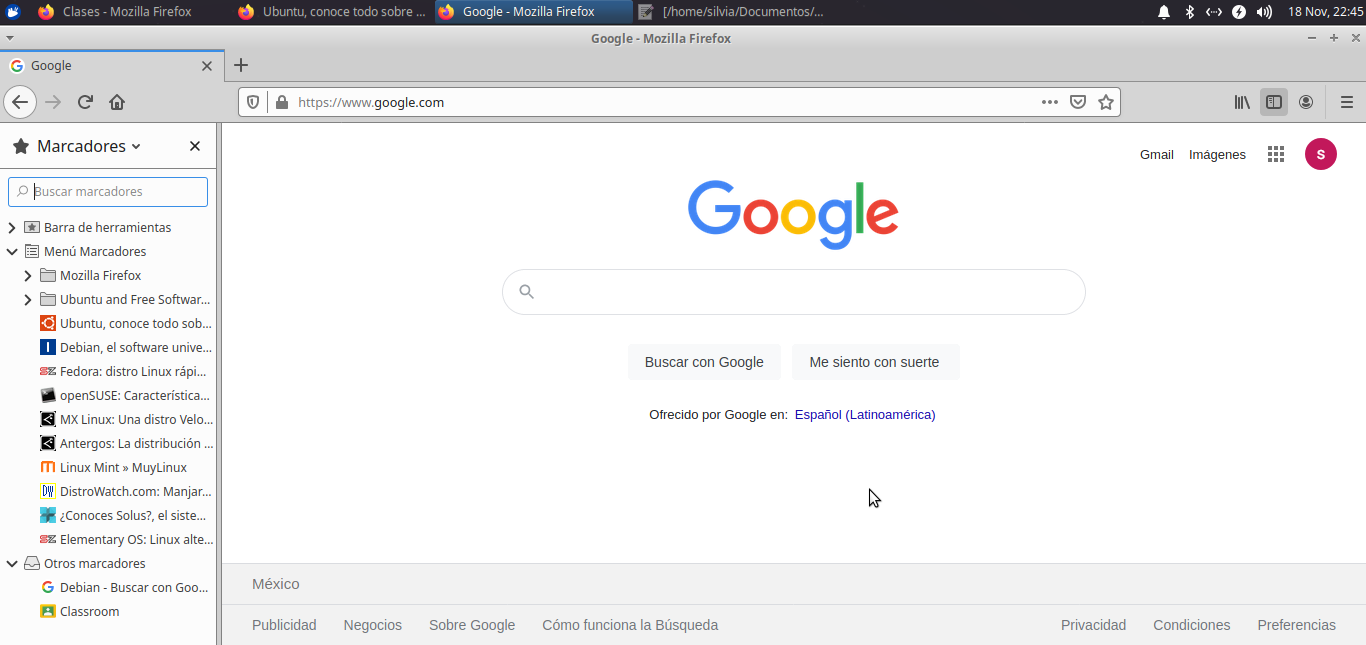 Clases - Mozilla Firefox
Ubuntu, conoce todo sobre ...
Google - Mozilla Firefox
[/home/silvia/Documentos/...
18 Nov, 22:45
Google - Mozilla Firefox
Google
https://www.google.com
Marcadores
Buscar marcadores
Barra de herramientas
Menú Marcadores
Mozilla Firefox
Ubuntu and Free Softwar...
Ubuntu, conoce todo sob...
Debian, el software unive...
Fedora: distro Linux rápi...
openSUSE: Característica...
MX Linux: Una distro Velo...
Antergos: La distribución ...
Linux Mint » MuyLinux
DistroWatch.com: Manjar...
¿Conoces Solus?, el siste...
Elementary OS: Linux alte...
Otros marcadores
Debian - Buscar con Goo...
Classroom
Gmail
Imágenes
S
Google
Buscar con Google
Me siento con suerte
Ofrecido por Google en: Español (Latinoamérica)
México
Publicidad
Negocios
Sobre Google
Cómo funciona la Búsqueda
Privacidad
Condiciones
Preferencias